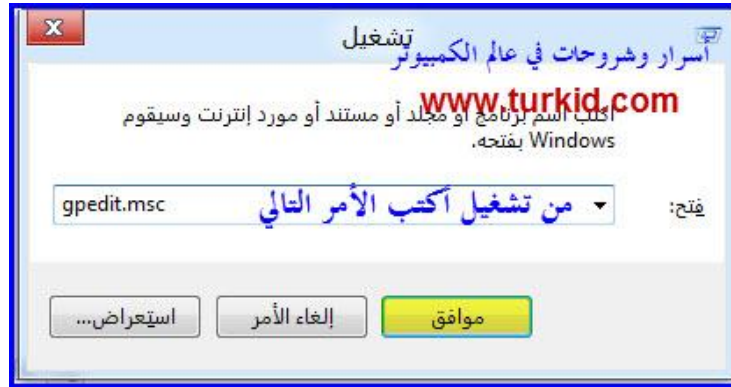 تشغيل
أسرار وشروحات في عالم الكمبيوتر
www.turkid.com
اكتب اسم برنامج أو مجلد أو مستند أو مورد إنترنت وسيقوم
Windows بفتحه.
فتح:
من تشغيل أكتب الأمر التالي
gpedit.msc
موافق
إلغاء الأمر
استعراض...